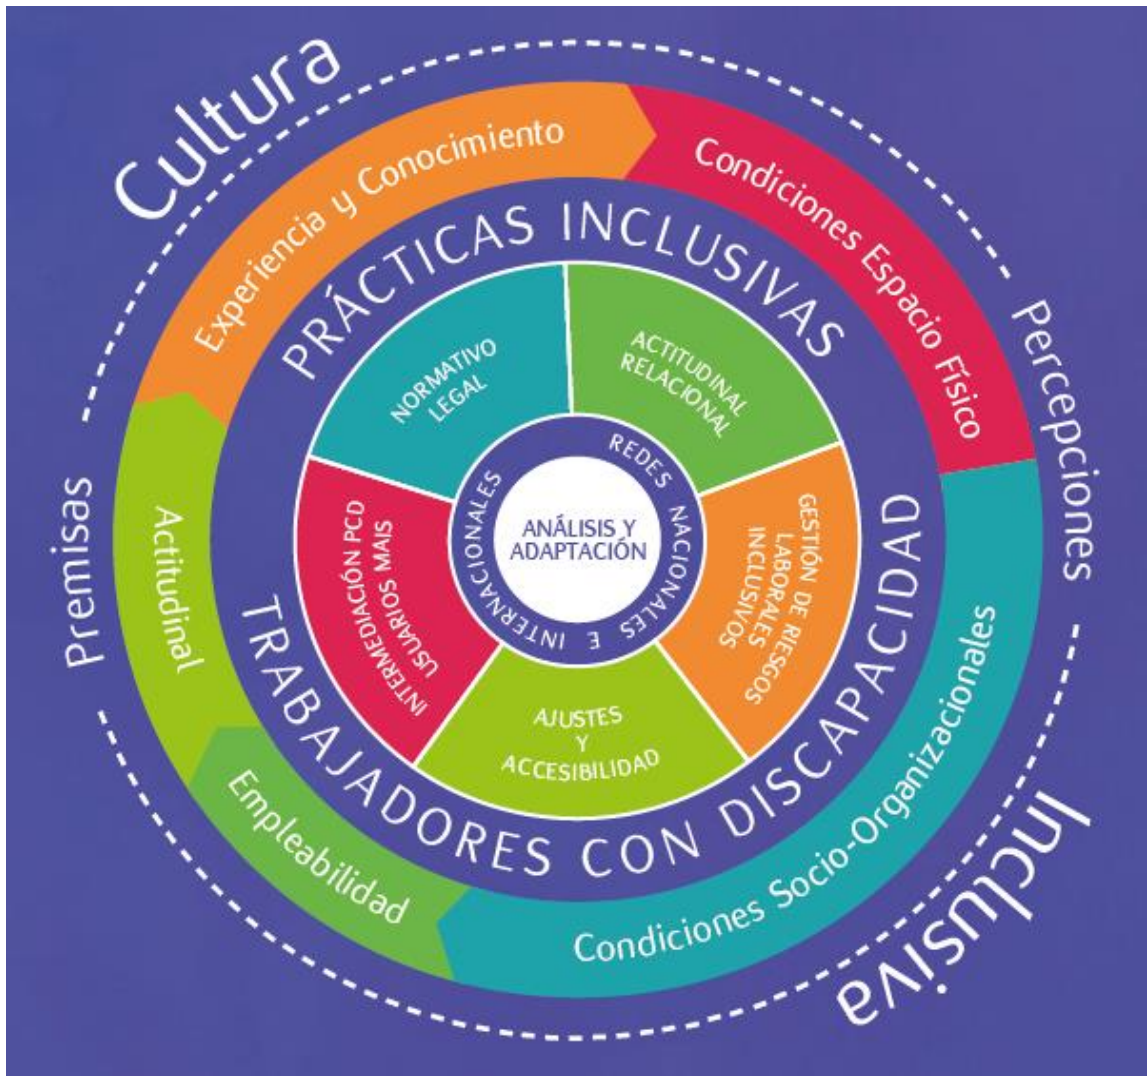 Cultura
Inclusiva
Premisas
Percepciones
Experiencia y Conocimiento
Condiciones Espacio Físico
Condiciones Socio-Organizacionales
Empleabilidad
Actitudinal
PRÁCTICAS INCLUSIVAS
TRABAJADORES CON DISCAPACIDAD
NORMATIVO
LEGAL
ACTITUDINAL
RELACIONAL
GESTIÓN DE RIESGOS
LABORALES
INCLUSIVOS
AJUSTES
Y
ACCESIBILIDAD
INTERMEDIACIÓN PCD
USUARIOS MAIS
REDES NACIONALES E INTERNACIONALES
ANÁLISIS Y
ADAPTACIÓN